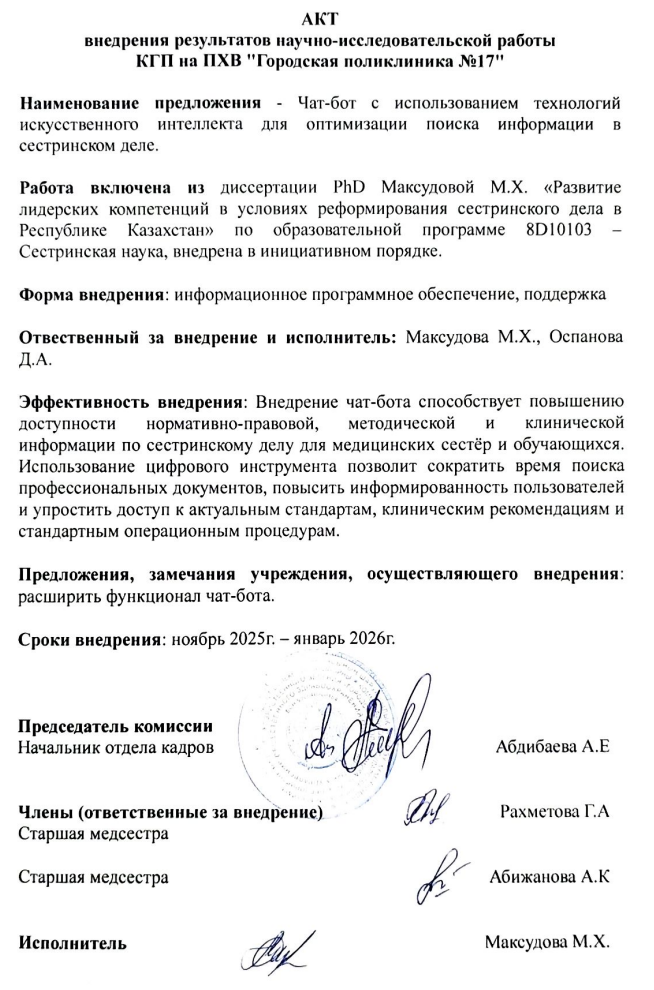 АКТ
внедрения результатов научно-исследовательской работы
КГП на ПХВ "Городская поликлиника №17"
Наименование предложения - Чат-бот с использованием технологий
искусственного интеллекта для оптимизации поиска информации в
сестринском деле.
Работа включена из диссертации PhD Максудовой М.Х. «Развитие
лидерских компетенций в условиях реформирования сестринского дела в
Республике Казахстан» по образовательной программе 8D10103 –
Сестринская наука, внедрена в инициативном порядке.
Форма внедрения: информационное программное обеспечение, поддержка
Отвественный за внедрение и исполнитель: Максудова М.Х., Оспанова
Д.А.
Эффективность внедрения: Внедрение чат-бота способствует повышению
доступности нормативно-правовой, методической и клинической
информации по сестринскому делу для медицинских сестёр и обучающихся.
Использование цифрового инструмента позволит сократить время поиска
профессиональных документов, повысить информированность пользователей
и упростить доступ к актуальным стандартам, клиническим рекомендациям и
стандартным операционным процедурам.
Предложения, замечания учреждения, осуществляющего внедрения:
расширить функционал чат-бота.
Сроки внедрения: ноябрь 2025г. – январь 2026г.
Председатель комиссии
Начальник отдела кадров Абдибаева А.Е
Члены (ответственные за внедрение) Рахметова Г.А
Старшая медсестра
Старшая медсестра Абижанова А.К
Исполнитель Максудова М.Х.